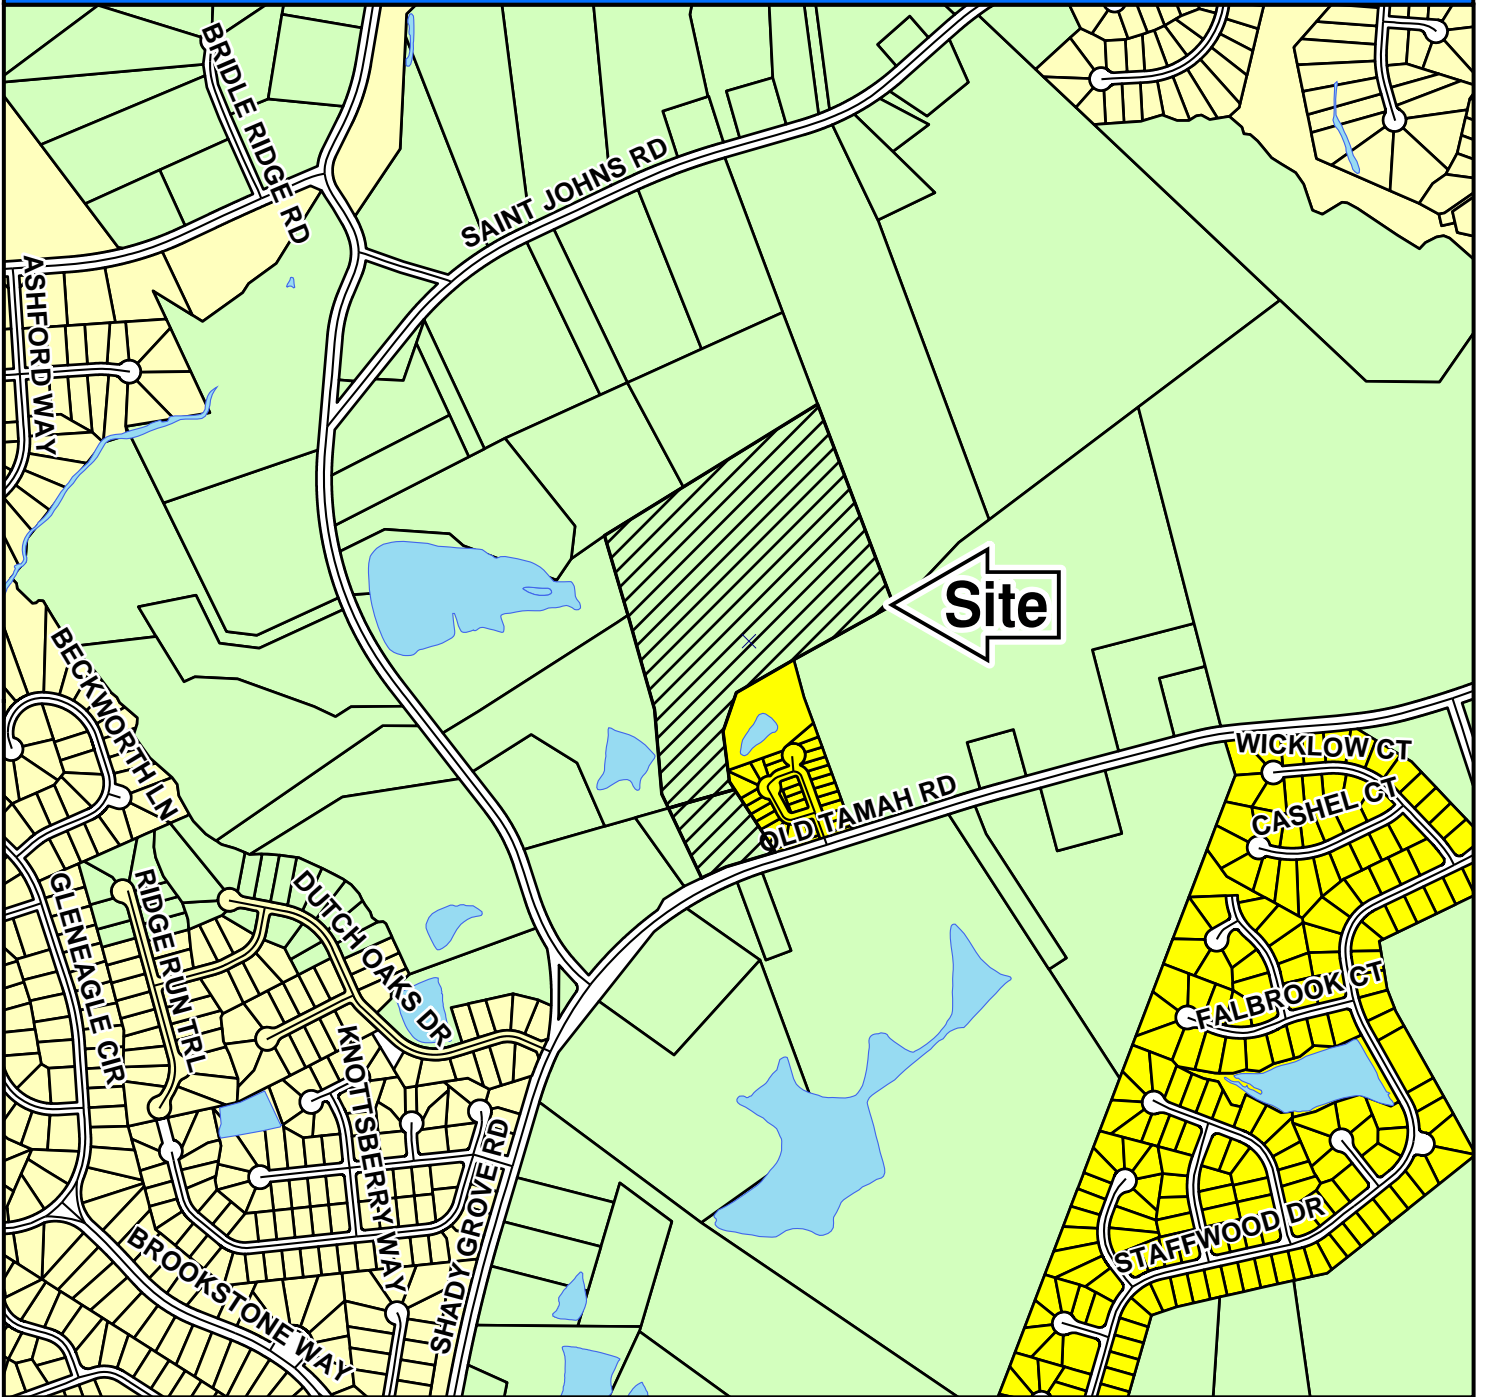 BRIDLE RIDGE RD
SAINT JOHNS RD
ASHFORD WAY
Site
BECKWORTH LN
WICKLOW CT
CASHEL CT
OLD TAMAH RD
GLENEAGLE CIR
RIDGE RUN TRL
DUTCH OAKS DR
FALBROOK CT
KNOTTSBERRY WAY
SHADY GROVE RD
STAFFWOOD DR
BROOKSTONE WAY